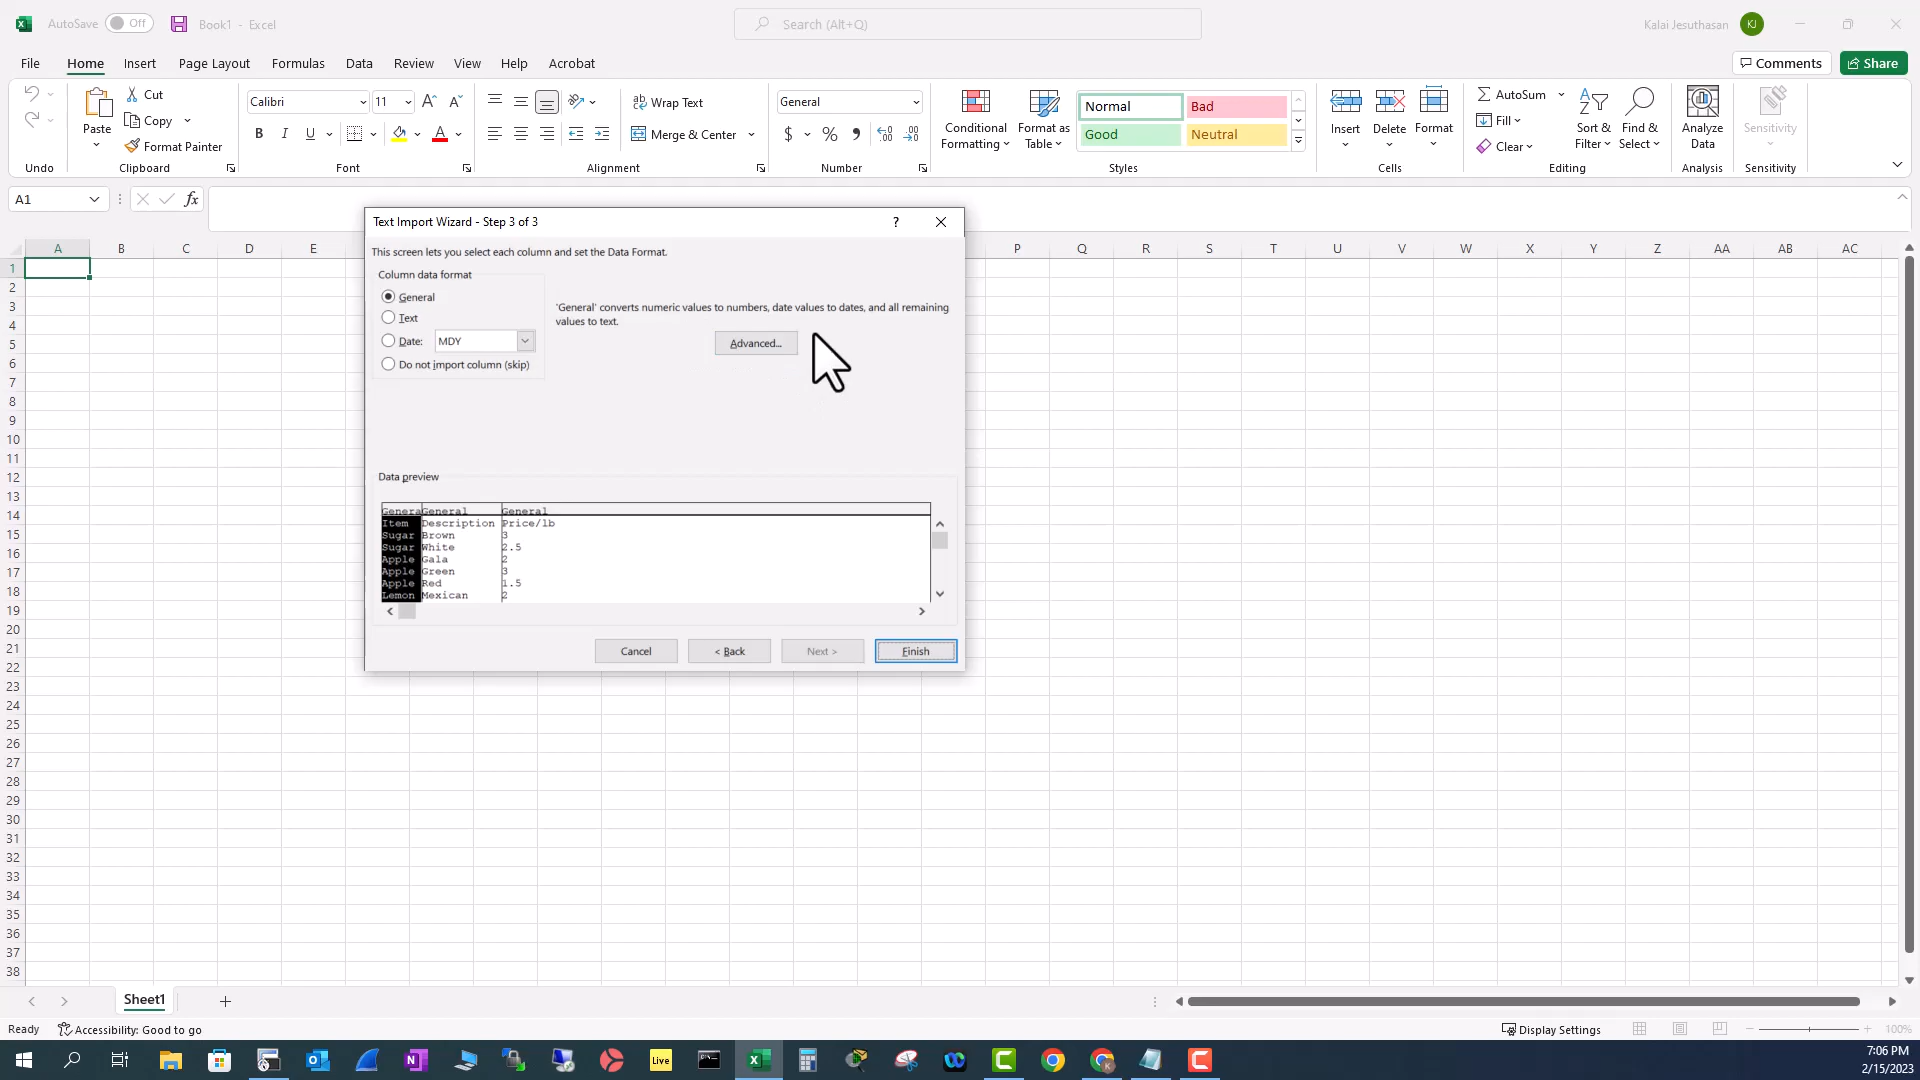 AutoSave Off Book1 - Excel Search (Alt+Q) Kalai Jesuthasan KJ
File Home Insert Page Layout Formulas Data Review View Help Acrobat Comments Share
Undo
Paste Cut
Copy
Format Painter
Clipboard
Calibri 11
B I U A
Font
Wrap Text
Merge & Center
Alignment
General
$ % ,
Number
Conditional Formatting
Format as Table
Normal Bad
Good Neutral
Styles
Insert Delete Format
Cells
AutoSum
Fill
Clear
Sort & Filter
Find & Select
Editing
Analyze Data
Analysis
Sensitivity
Sensitivity
A1 fx
A B C D E P Q R S T U V W X Y Z AA AB AC
1
2
3
4
5
6
7
8
9
10
11
12
13
14
15
16
17
18
19
20
21
22
23
24
25
26
27
28
29
30
31
32
33
34
35
36
37
38
Text Import Wizard - Step 3 of 3 ?
This screen lets you select each column and set the Data Format.
Column data format
General
Text
Date: MDY
Do not import column (skip)
'General' converts numeric values to numbers, date values to dates, and all remaining
values to text.
Advanced...
Data preview
Genera General General
Item Description Price/lb
Sugar Brown 3
Sugar White 2.5
Apple Gala 2
Apple Green 3
Apple Red 1.5
Lemon Mexican 2
Cancel < Back Next > Finish
Sheet1
Ready Accessibility: Good to go Display Settings 100%
Live
7:06 PM
2/15/2023